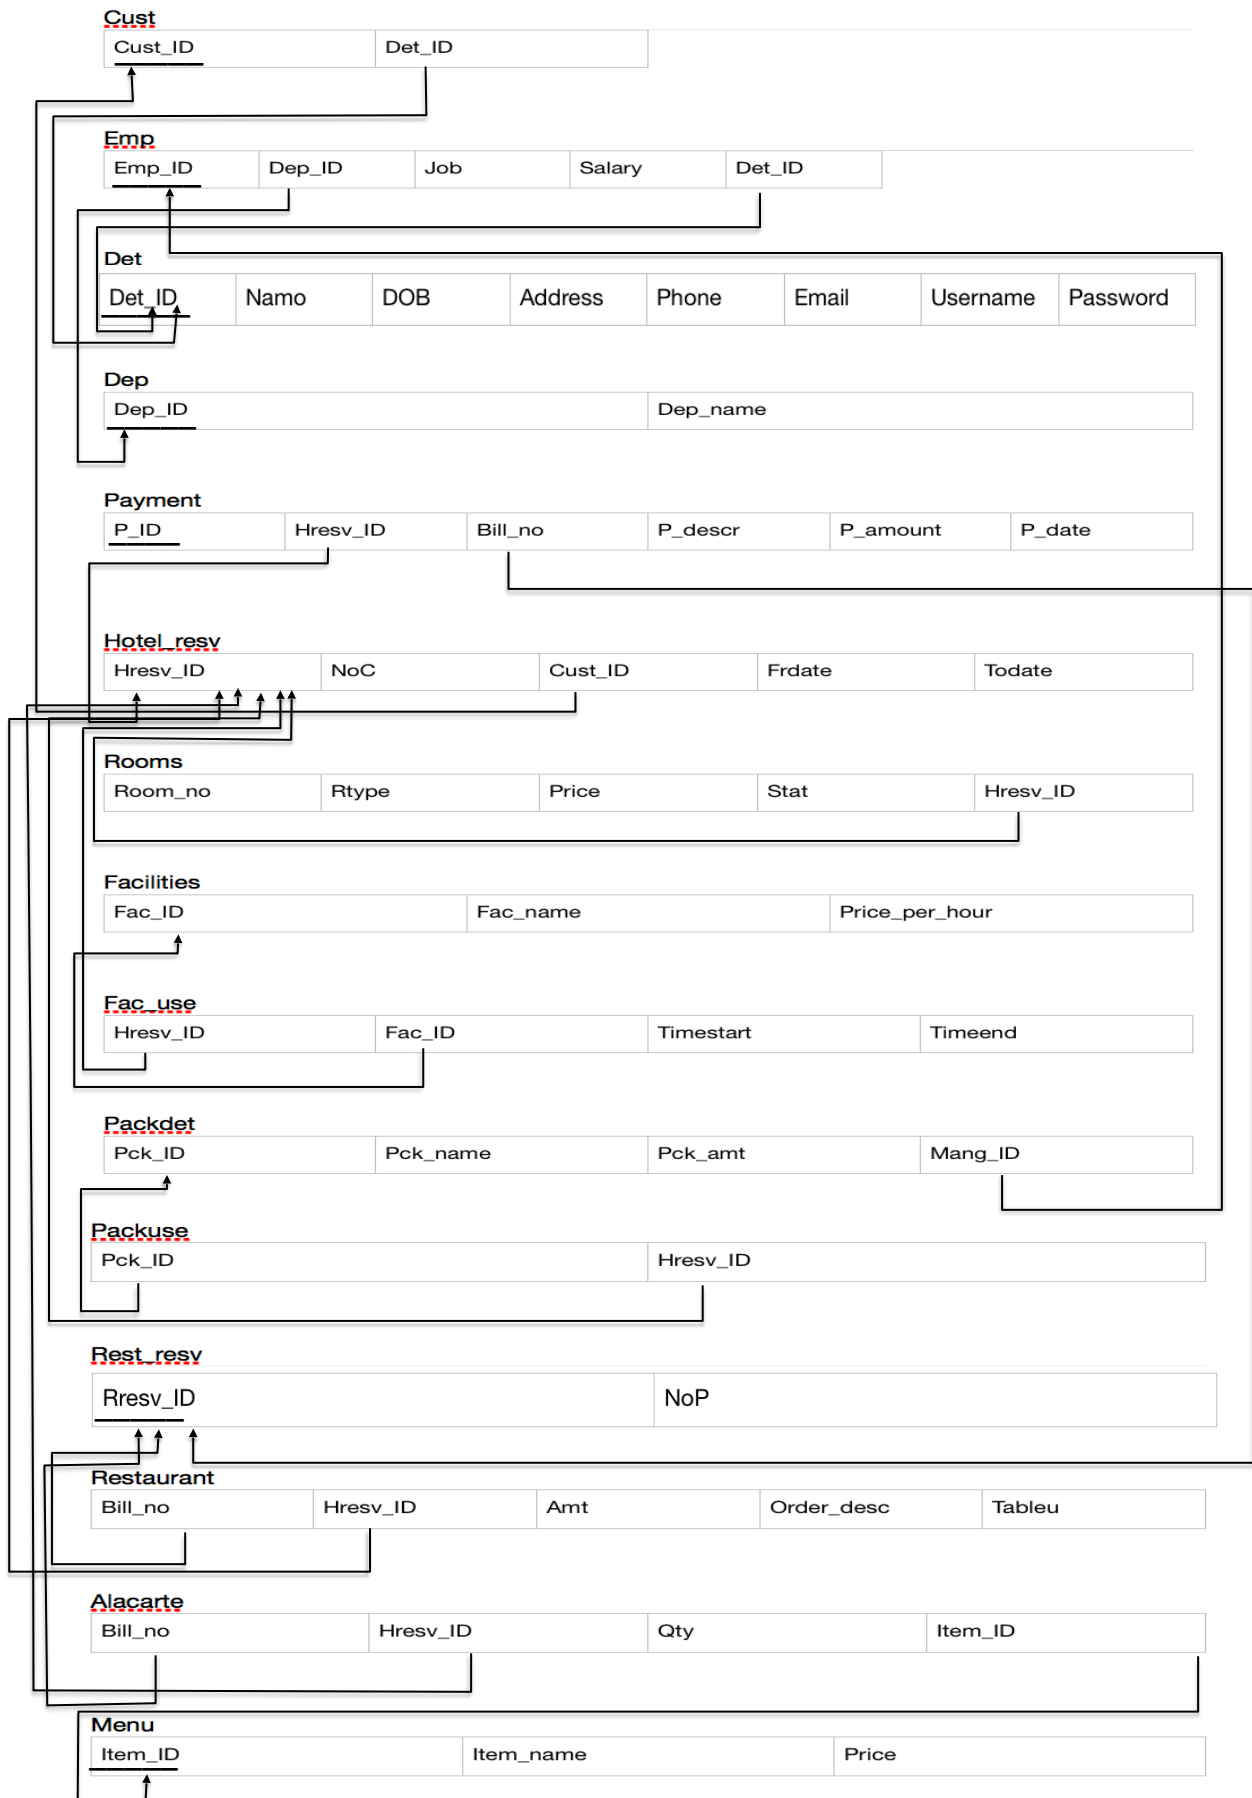 Cust
Cust_ID Det_ID
Emp
Emp_ID Dep_ID Job Salary Det_ID
Det
Det_ID Namo DOB Address Phone Email Username Password
Dep
Dep_ID Dep_name
Payment
P_ID Hresv_ID Bill_no P_descr P_amount P_date
Hotel_resv
Hresv_ID NoC Cust_ID Frdate Todate
Rooms
Room_no Rtype Price Stat Hresv_ID
Facilities
Fac_ID Fac_name Price_per_hour
Fac_use
Hresv_ID Fac_ID Timestart Timeend
Packdet
Pck_ID Pck_name Pck_amt Mang_ID
Packuse
Pck_ID Hresv_ID
Rest_resv
Rresv_ID NoP
Restaurant
Bill_no Hresv_ID Amt Order_desc Tableu
Alacarte
Bill_no Hresv_ID Qty Item_ID
Menu
Item_ID Item_name Price